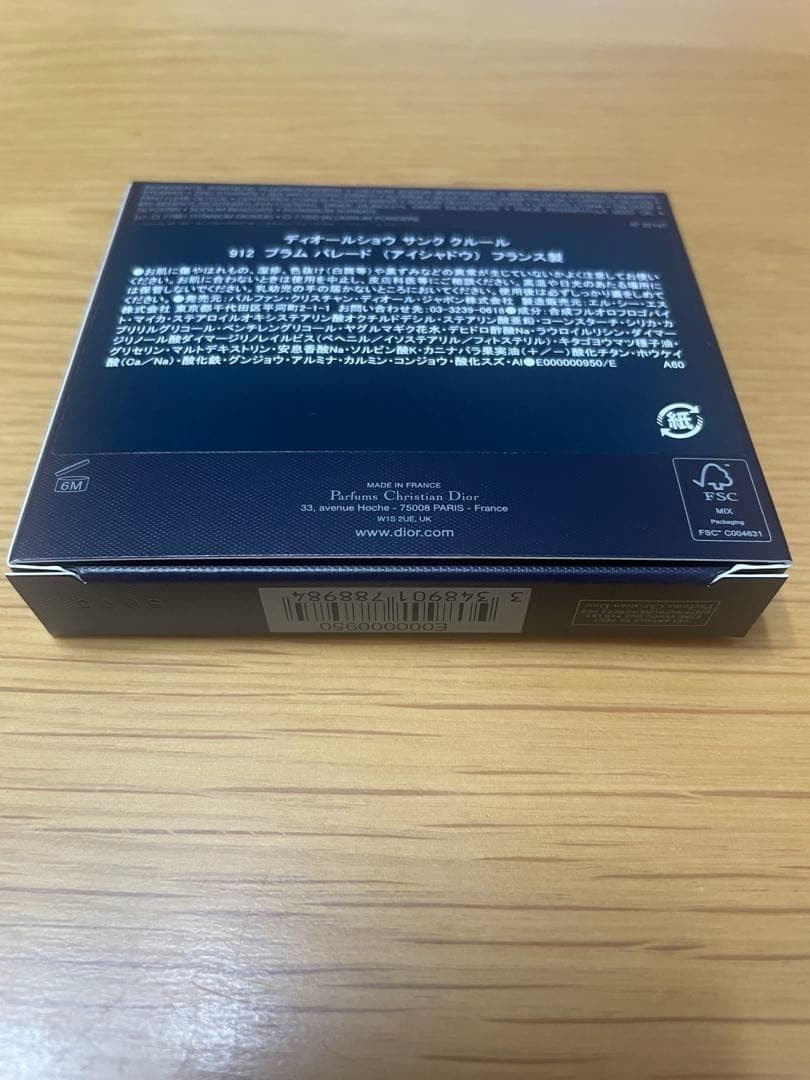 ディオールショウ サンク クルール
912 プラム パレード (アイシャドウ) フランス製
●お肌に傷やはれもの、湿疹、色抜け(白斑等)や黒ずみなどの異常が生じていないかよく注意してお使い
ください。お肌に合わないときは使用を中止し、皮膚科医等にご相談ください。高温や日光のあたる場所に
は保管しないでください。乳幼児の手の届かないところにおいてください。使用後は必ずしっかり蓋をしめて
ください。●発売元:パルファン・クリスチャン・ディオール・ジャポン株式会社 製造販売元:エル・シー・エス
株式会社 東京都千代田区平河町2-1-1 お問い合わせ先:03-3239-0618●成分:合成フルオロフロゴパイ
ト・マイカ・ステアロイルオキシステアリン酸オクチルドデシル・ステアリン酸亜鉛・コーンスターチ・シリカ・カ
プリリルグリコール・ペンチレングリコール・ヤグルマギク花水・デヒドロ酢酸Na・ラウロイルリシン・ダイマー
ジリノール酸ダイマージリノレイルビス(ベヘニル/イソステアリル/フィトステリル)・キタゴヨウマツ種子油・
グリセリン・マルトデキストリン・安息香酸Na・ソルビン酸K・カニナバラ果実油(+/-)酸化チタン・ホウケイ
酸(Ca/Na)・酸化鉄・グンジョウ・アルミナ・カルミン・コンジョウ・酸化スズ・Al●E000000950/E A60
紙
6M
MADE IN FRANCE
Parfums Christian Dior
33, avenue Hoche - 75008 PARIS - France
W1S 2UE, UK
www.dior.com
FSC
MIX
Packaging
FSC™ C004631
3 348901 788984
E000000950
Parfums Christian Dior